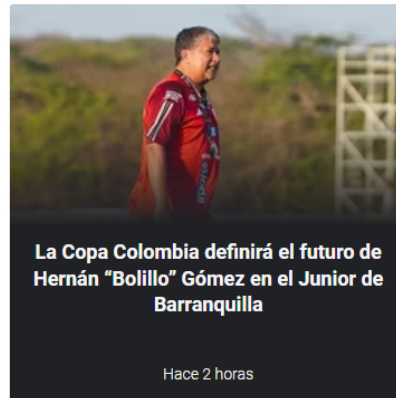 La Copa Colombia definirá el futuro de
Hernán “Bolillo” Gómez en el Junior de
Barranquilla
Hace 2 horas